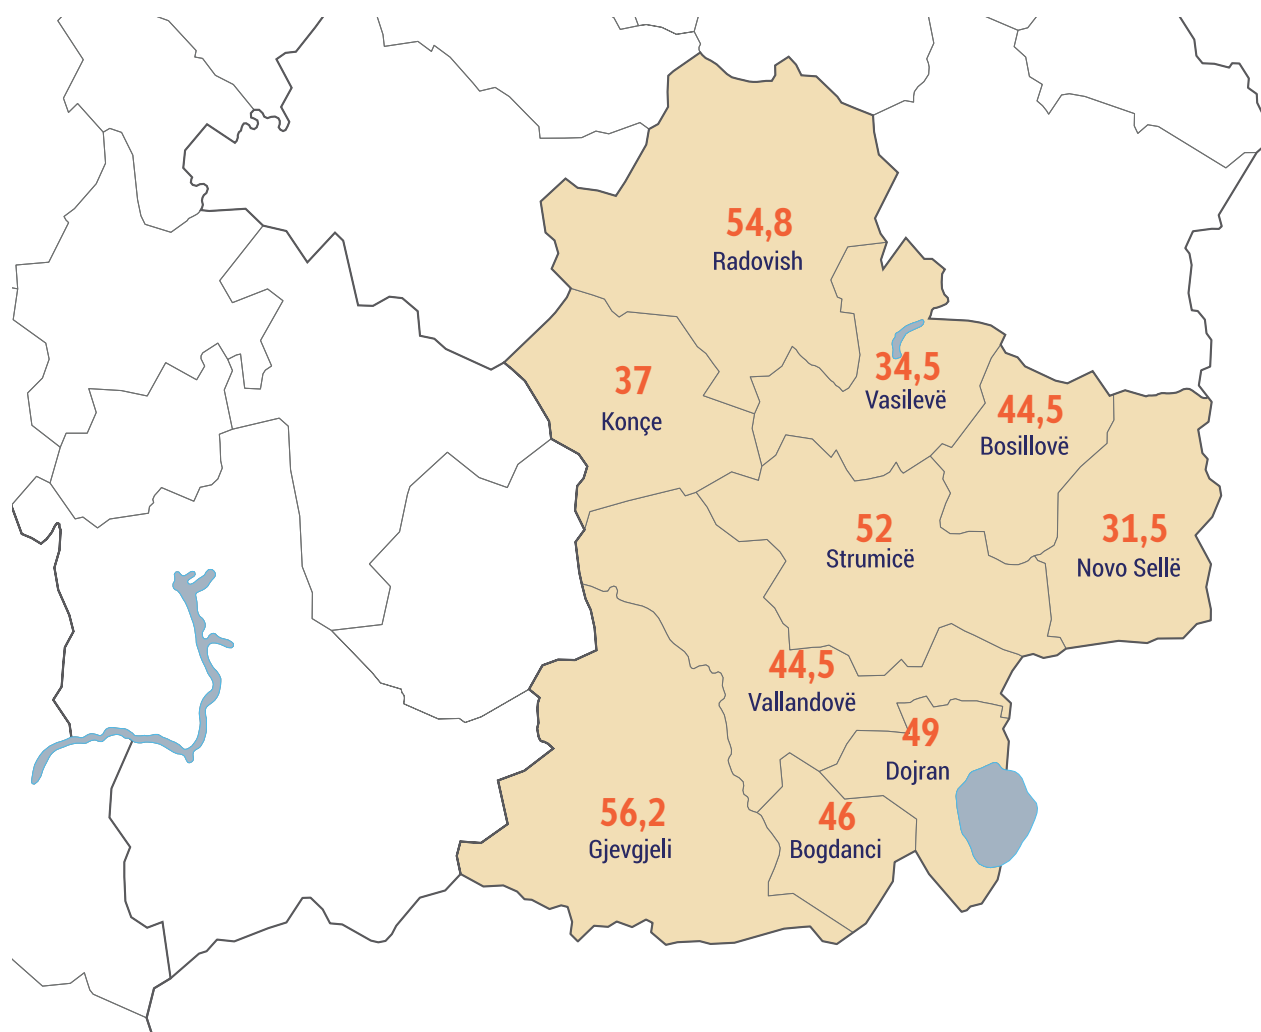 54,8
Radovish
37
Konçe
34,5
Vasilevë
44,5
Bosillovë
52
Strumicë
31,5
Novo Sellë
44,5
Vallandovë
49
Dojran
56,2
Gjevgjeli
46
Bogdanci